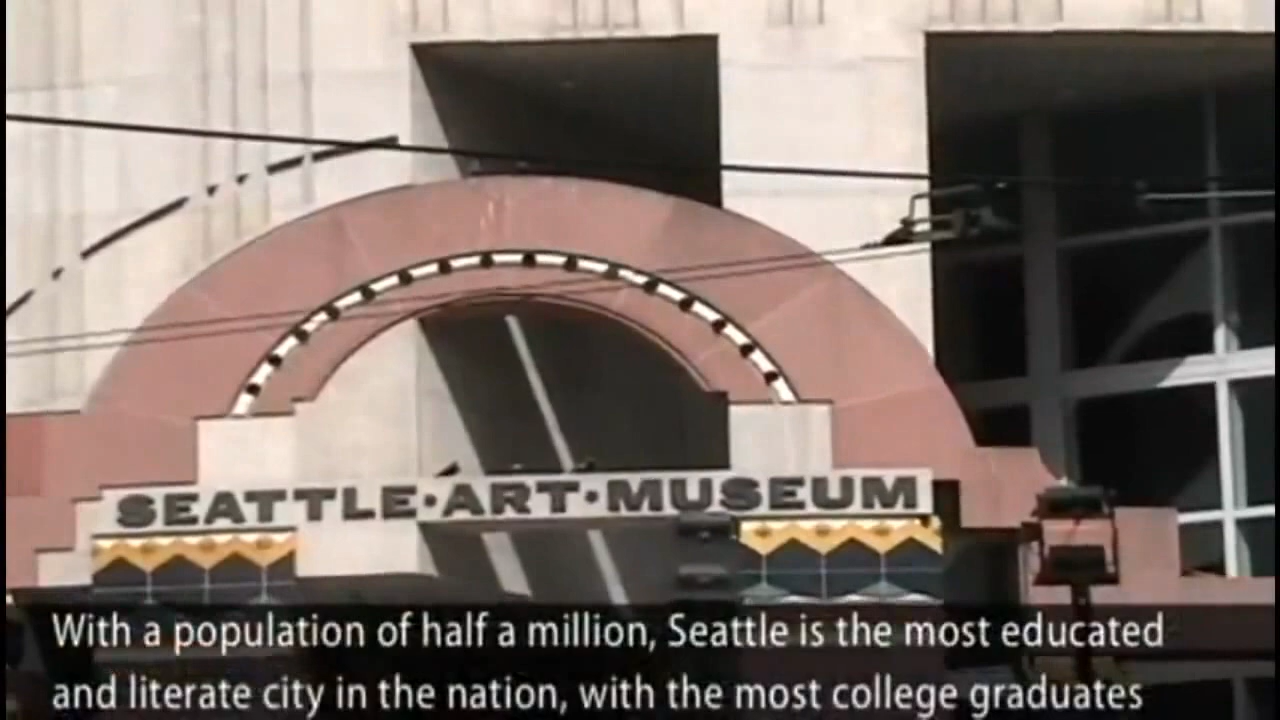 SEATTLE•ART•MUSEUM
With a population of half a million, Seattle is the most educated
and literate city in the nation, with the most college graduates